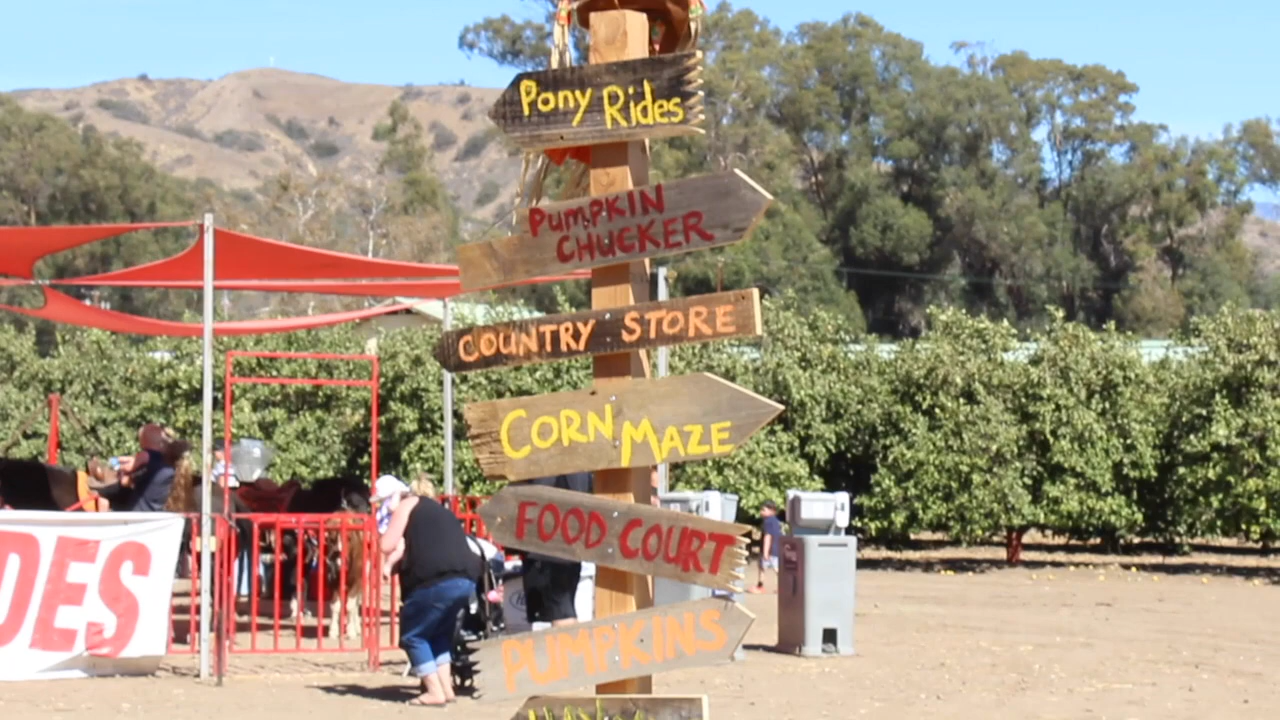 Pony Rides
PUMPKIN
CHUCKER
COUNTRY STORE
CORN MAZE
FOOD COURT
PUMPKINS
DES